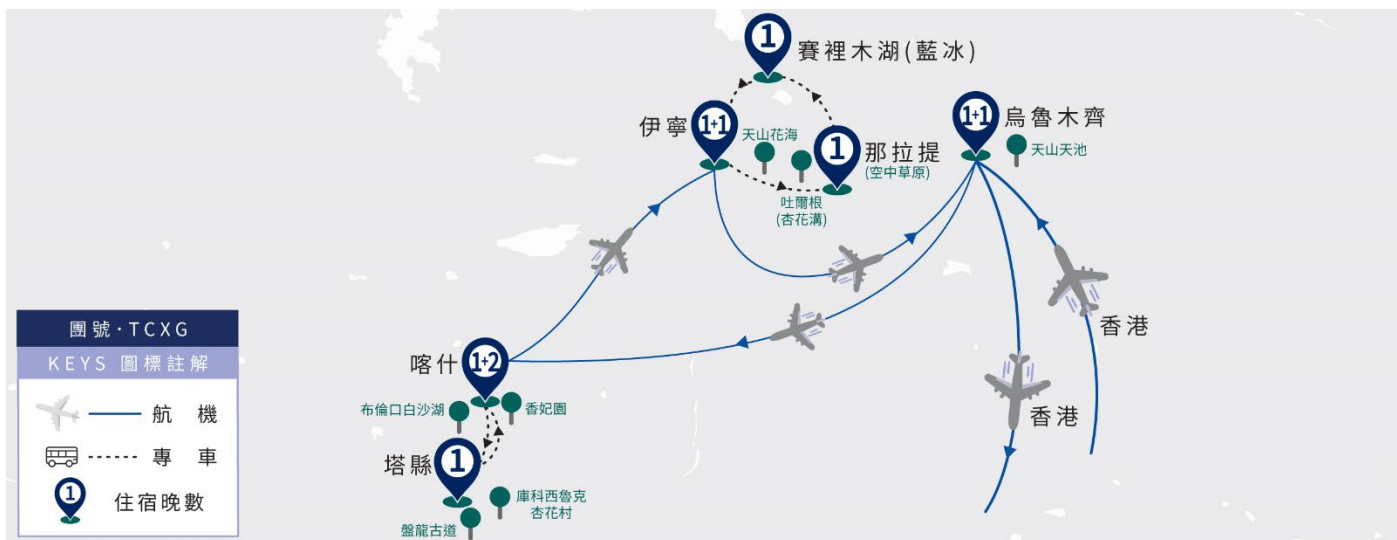 1
賽裡木湖(藍冰)
1+1
伊寧
天山花海
1
那拉提
(空中草原)
吐爾根
(杏花溝)
1+1
烏魯木齊
天山天池
香港
香港
喀什
1+2
布倫口白沙湖
香妃園
塔縣
1
庫科西魯克
杏花村
盤龍古道
團號·TCXG
KEYS 圖標註解
航 機
專 車
1
住宿晚數